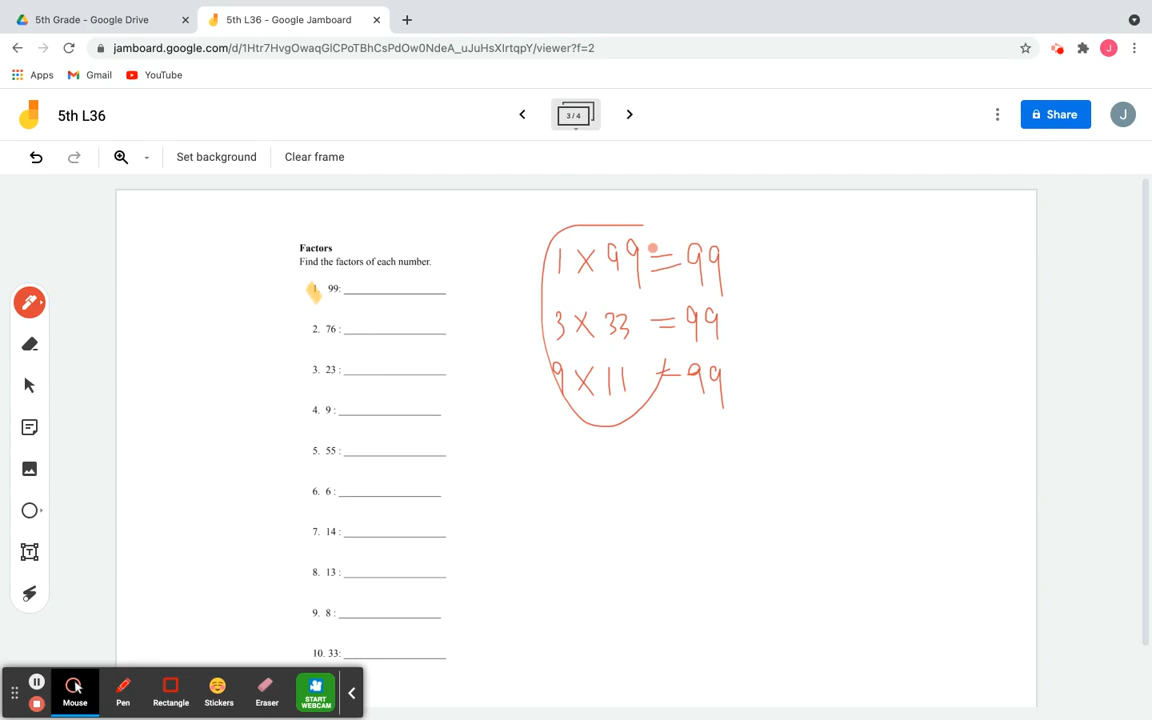 5th Grade - Google Drive
5th L36 - Google Jamboard
jamboard.google.com/d/1Htr7HvgOwaqGlCPoTBhCsPdOw0NdeA_uJuHsXIrtqpY/viewer?f=2
J
Apps Gmail YouTube
5th L36
3 / 4
Share
J
Set background
Clear frame
Factors
Find the factors of each number.
1. 99:
2. 76:
3. 23:
4. 9 :
5. 55:
6. 6 :
7. 14 :
8. 13 :
9. 8 :
10. 33:
1 X 99 = 99
3 X 33 = 99
9 X 11 = 99
T
Mouse Pen Rectangle Stickers Eraser START WEBCAM